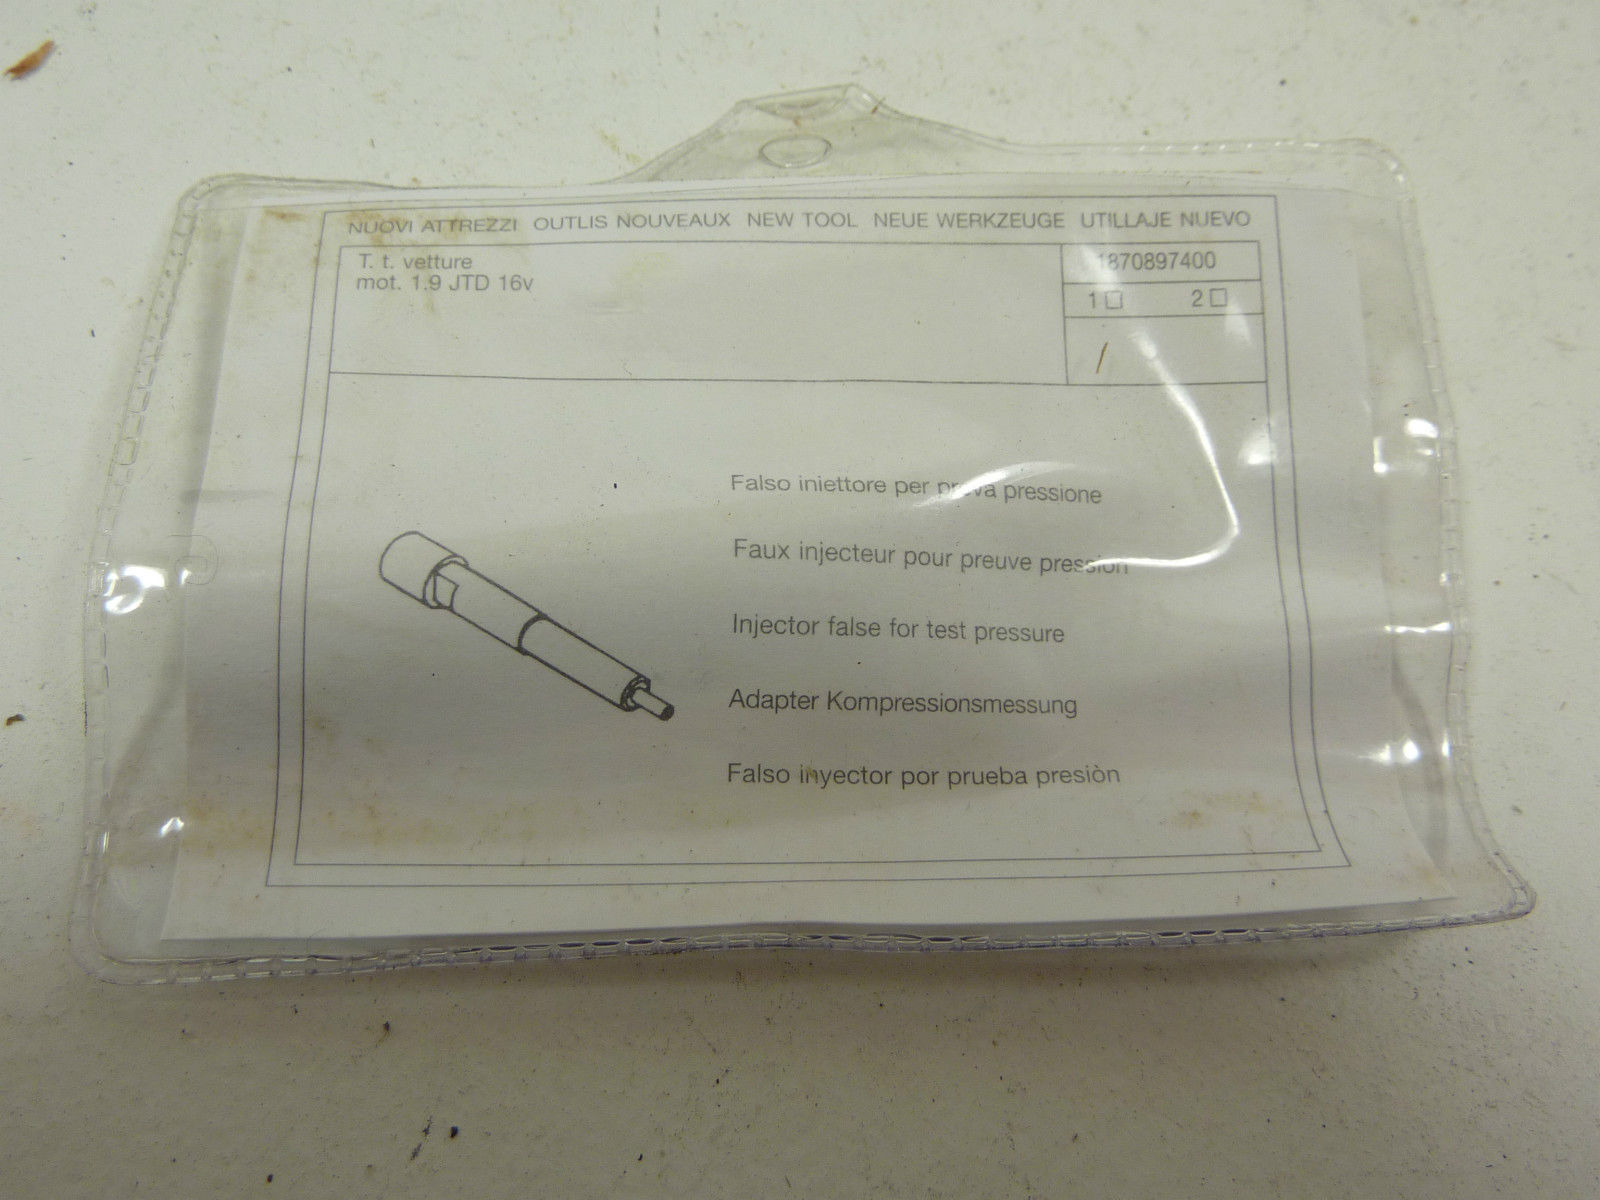 NUOVI ATTREZZI OUTLIS NOUVEAUX NEW TOOL NEUE WERKZEUGE UTILLAJE NUEVO
T. t. vetture
mot. 1.9 JTD 16v
1870897400
1 2
Falso iniettore per prova pressione
Faux injecteur pour preuve pression
Injector false for test pressure
Adapter Kompressionsmessung
Falso inyector por prueba presiòn